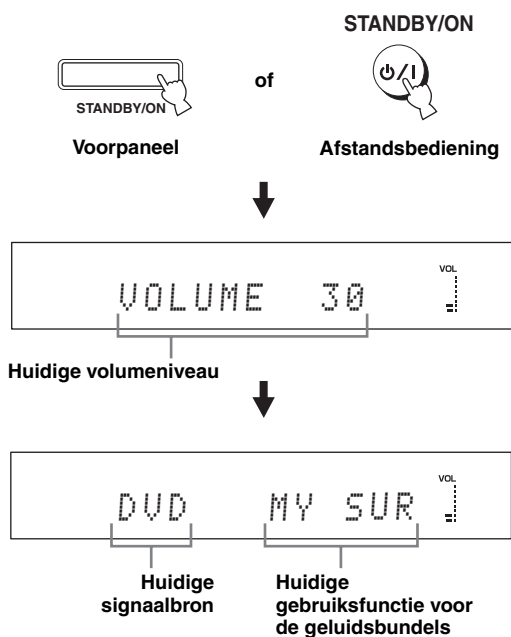 STANDBY/ON
of
STANDBY/ON
Voorpaneel
Afstandsbediening
VOL
VOLUME 30
Huidige volumeniveau
VOL
DVD MY SUR
Huidige
signaalbron
Huidige
gebruiksfunctie voor
de geluidsbundels